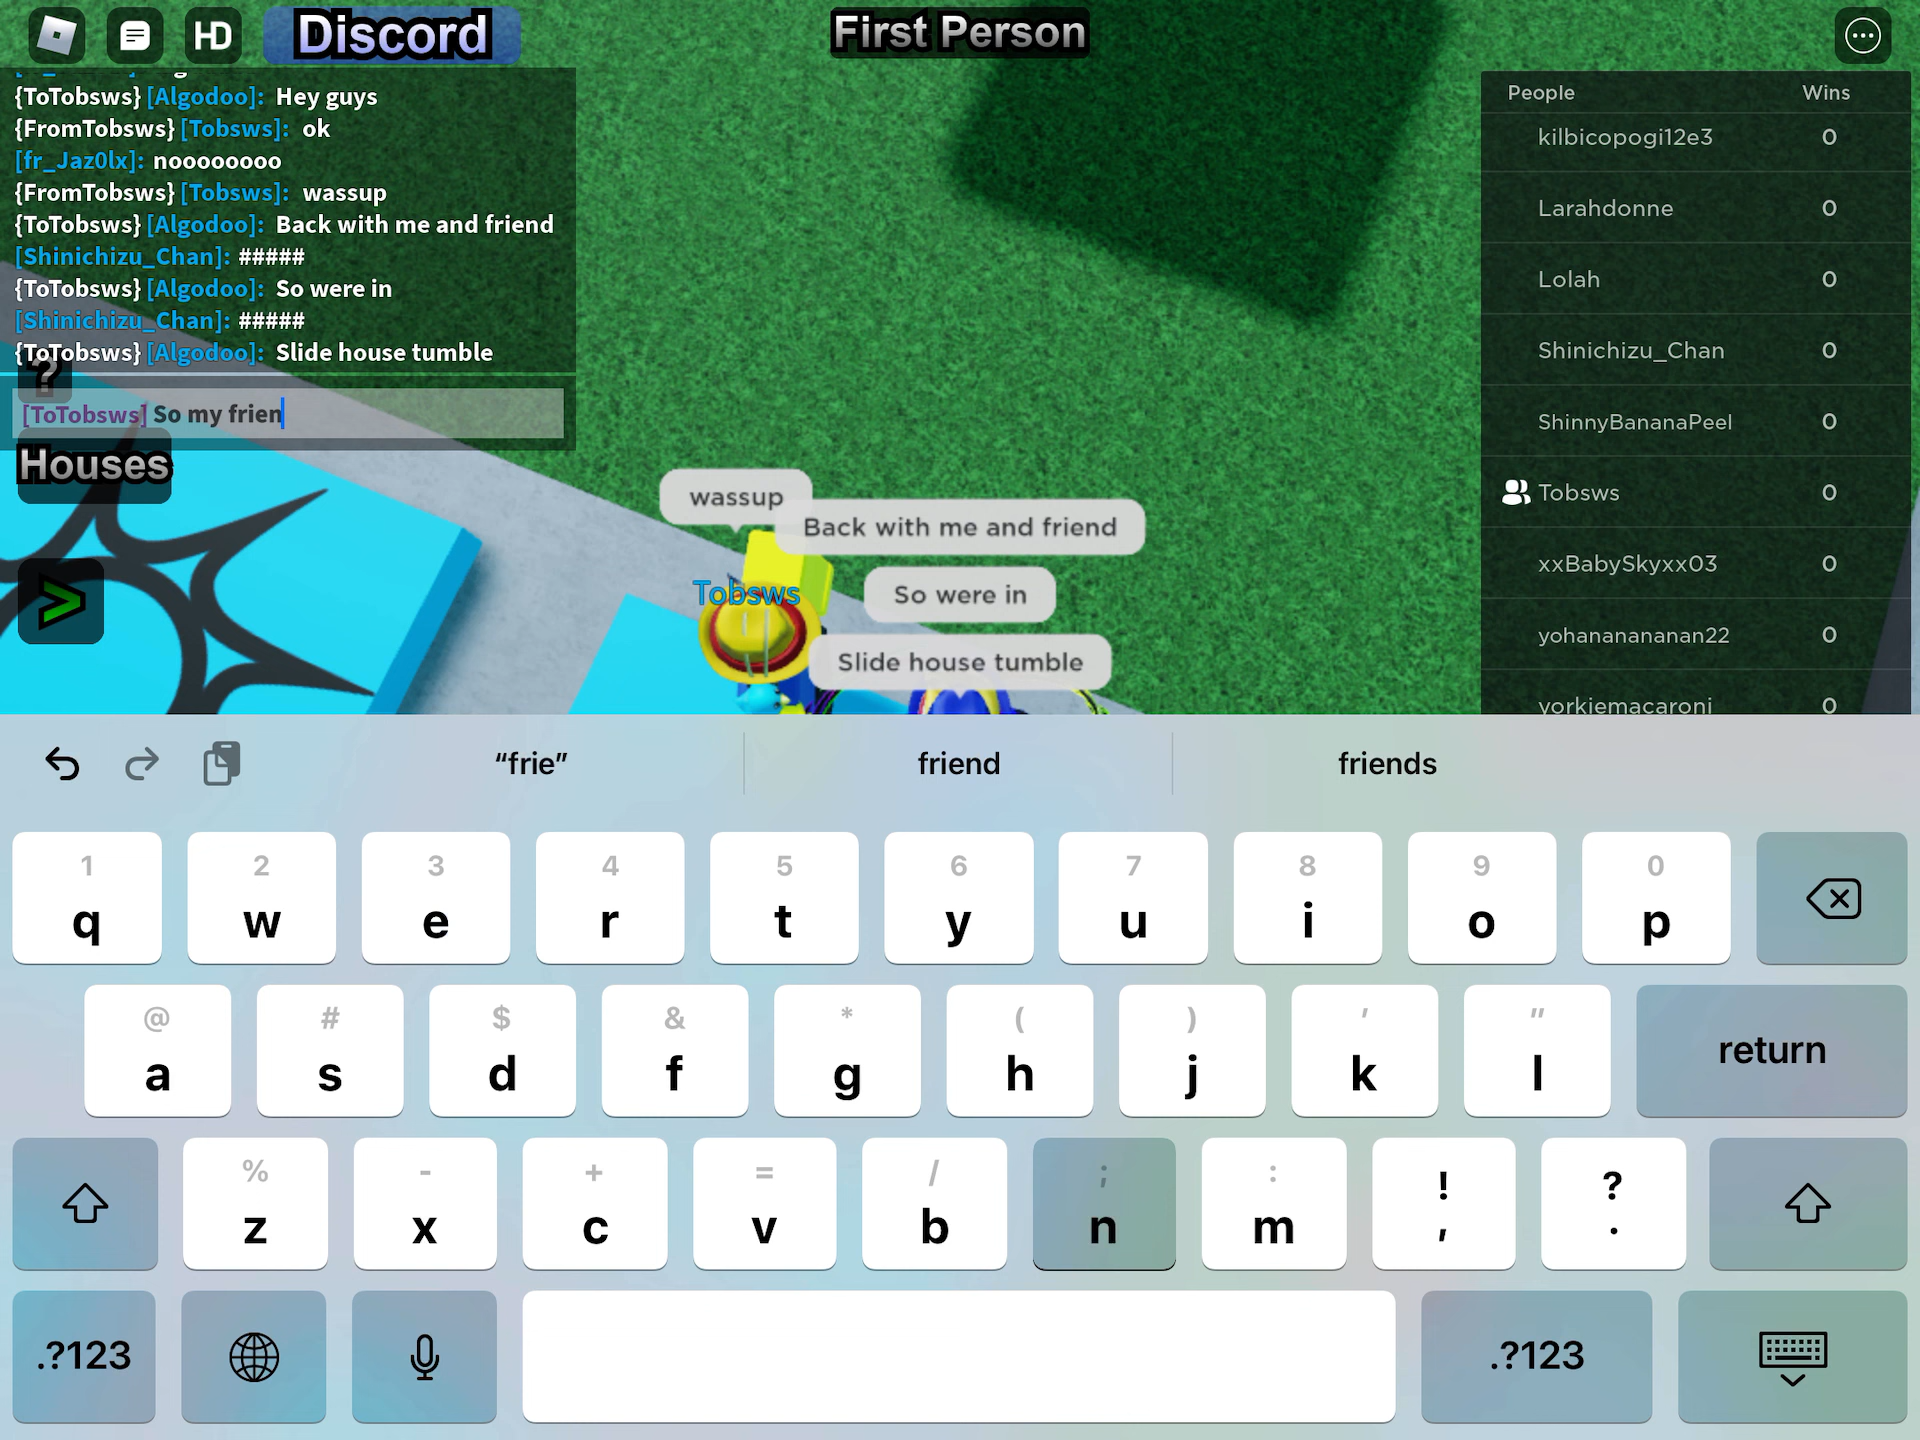 HD
Discord
First Person
{ToTobsws} [Algodoo]: Hey guys
{FromTobsws} [Tobsws]: ok
[fr_Jaz0lx]: noooooooo
{FromTobsws} [Tobsws]: wassup
{ToTobsws} [Algodoo]: Back with me and friend
[Shinichizu_Chan]: #####
{ToTobsws} [Algodoo]: So were in
[Shinichizu_Chan]: #####
{ToTobsws} [Algodoo]: Slide house tumble
?
[ToTobsws] So my frien
Houses
>
People Wins
kilbicopogi12e3 0
Larahdonne 0
Lolah 0
Shinichizu_Chan 0
ShinnyBananaPeel 0
Tobsws 0
xxBabySkyxx03 0
yohanananananan22 0
yorkiemacaroni 0
wassup
Back with me and friend
Tobsws
So were in
Slide house tumble
“frie” friend friends
1 2 3 4 5 6 7 8 9 0
q w e r t y u i o p
@ # $ & * ( ) ' "
a s d f g h j k l return
% - + = / ; : ! ?
z x c v b n m , .
.?123 .?123